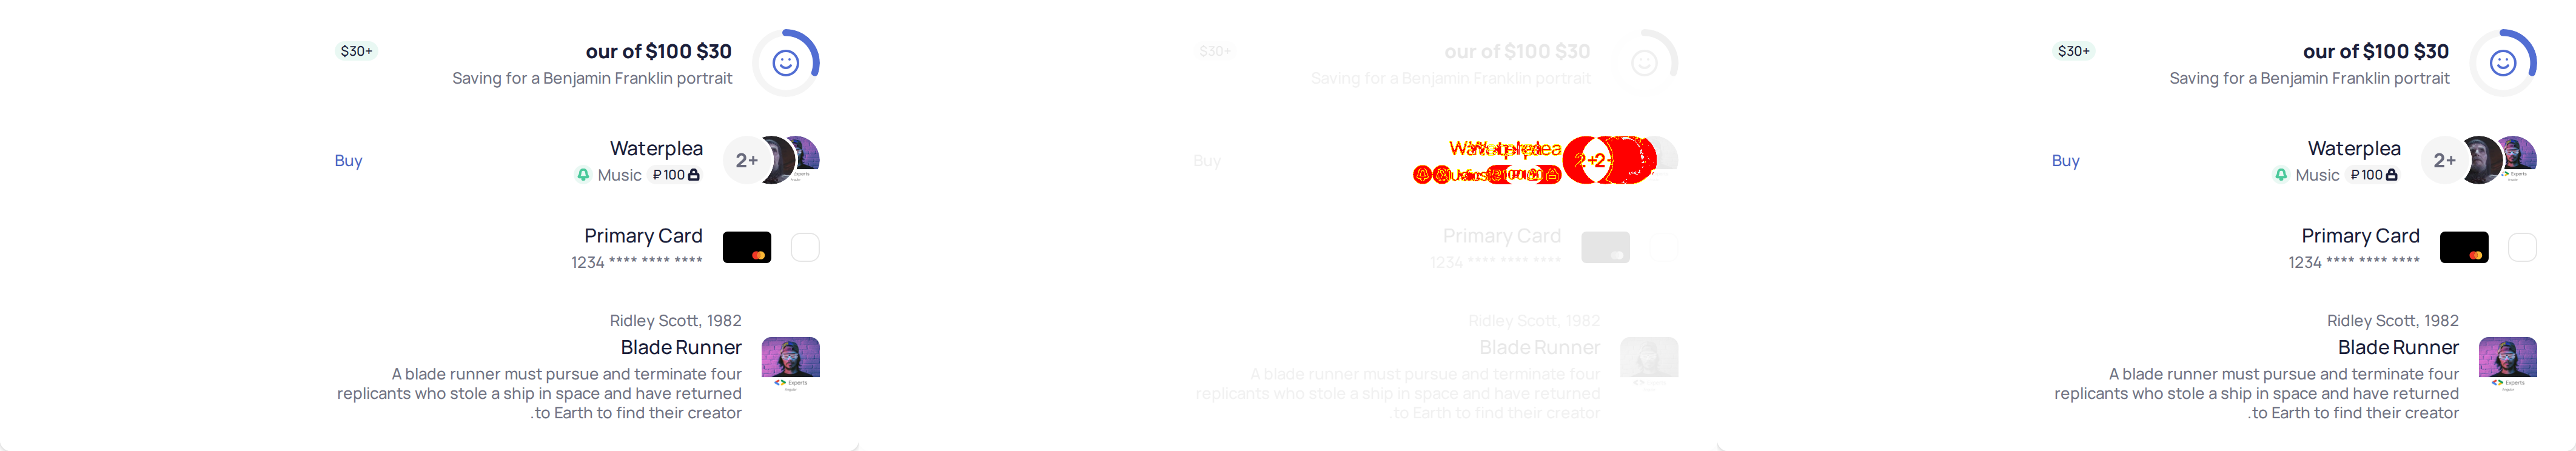 $30+
our of $100 $30
Saving for a Benjamin Franklin portrait
Waterplea
2+
Buy
Music
₽100
Primary Card
1234 **** **** ****
Ridley Scott, 1982
Blade Runner
A blade runner must pursue and terminate four
replicants who stole a ship in space and have returned
.to Earth to find their creator
Experts
$30+
our of $100 $30
Saving for a Benjamin Franklin portrait
Buy
Primary Card
1234 **** **** ****
Ridley Scott, 1982
Blade Runner
A blade runner must pursue and terminate four
replicants who stole a ship in space and have returned
.to Earth to find their creator
$30+
our of $100 $30
Saving for a Benjamin Franklin portrait
Waterplea
2+
Buy
Music
₽100
Experts
Primary Card
1234 **** **** ****
Ridley Scott, 1982
Blade Runner
A blade runner must pursue and terminate four
replicants who stole a ship in space and have returned
.to Earth to find their creator
Experts